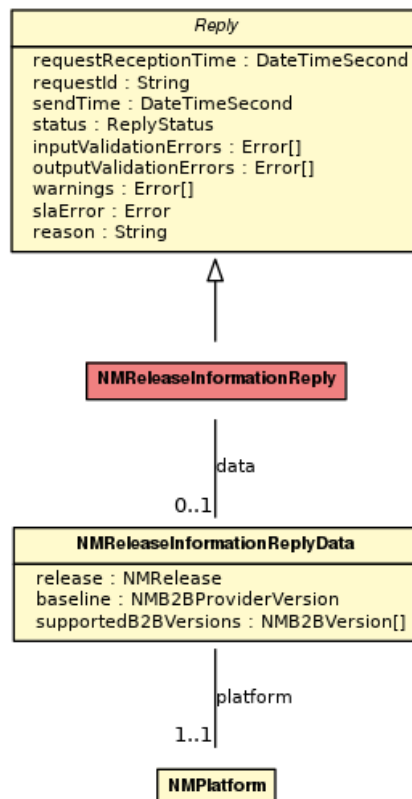 Reply
requestReceptionTime : DateTimeSecond
requestId : String
sendTime : DateTimeSecond
status : ReplyStatus
inputValidationErrors : Error[]
outputValidationErrors : Error[]
warnings : Error[]
slaError : Error
reason : String
NMReleaseInformationReply
data
0..1
NMReleaseInformationReplyData
release : NMRelease
baseline : NMB2BProviderVersion
supportedB2BVersions : NMB2BVersion[]
platform
1..1
NMPlatform